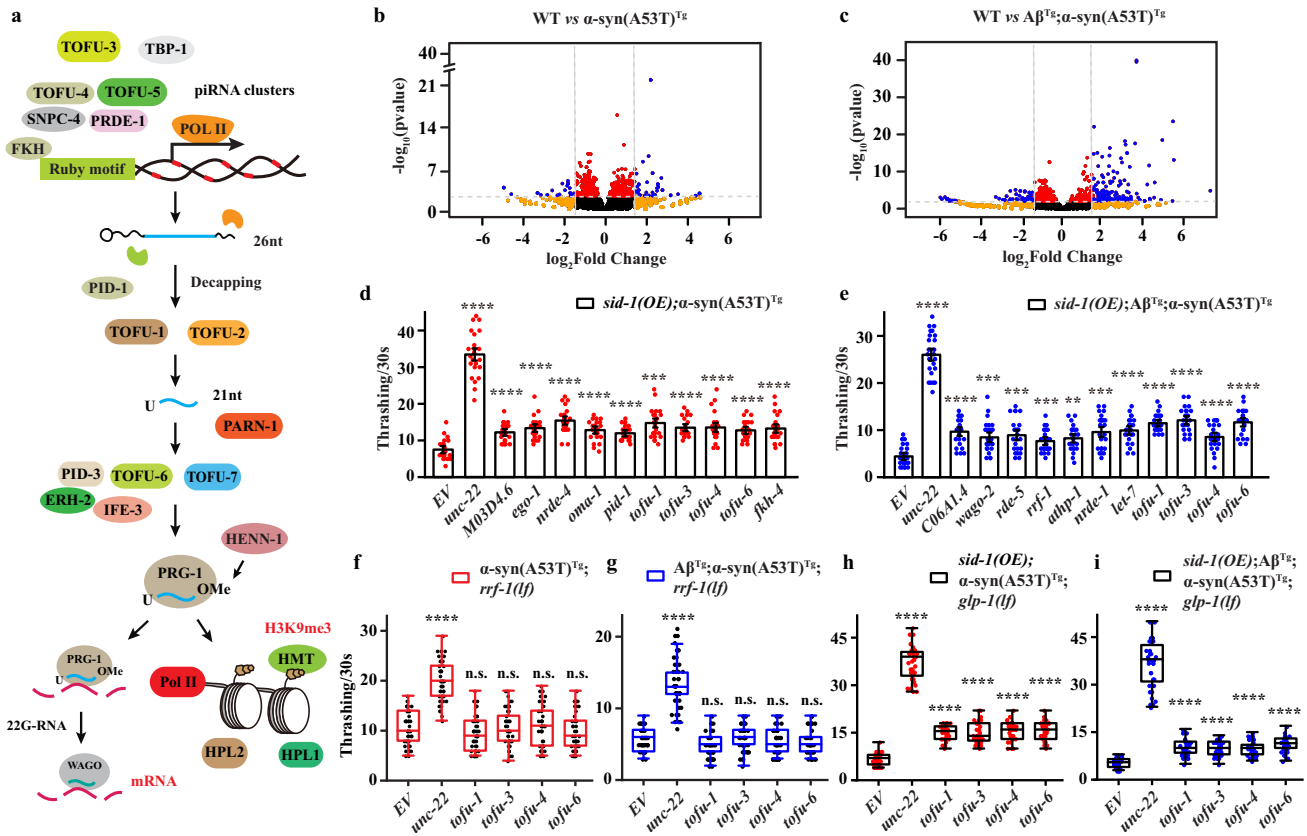 a
TOFU-3
TBP-1
TOFU-4
TOFU-5
piRNA clusters
SNPC-4
PRDE-1
POL II
FKH
Ruby motif
26nt
PID-1
Decapping
TOFU-1
TOFU-2
U
21nt
PARN-1
PID-3
TOFU-6
TOFU-7
ERH-2
IFE-3
HENN-1
PRG-1
U
OMe
H3K9me3
PRG-1
U
OMe
HMT
Pol II
22G-RNA
HPL2
HPL1
WAGO
mRNA
b
WT vs α-syn(A53T)ᵀᵍ
-log₁₀(pvalue)
40
21
16
7
4
0
-6 -4 -2 0 2 4 6
log₂Fold Change
c
WT vs Aβᵀᵍ;α-syn(A53T)ᵀᵍ
-log₁₀(pvalue)
40
30
20
10
0
-6 -4 -2 0 2 4 6
log₂Fold Change
d
sid-1(OE);α-syn(A53T)ᵀᵍ
Thrashing/30s
40
30
20
10
0
**** **** **** **** **** **** *** **** **** **** ****
EV unc-22 M03D4.6 ego-1 nrde-4 oma-1 pid-1 tofu-1 tofu-3 tofu-4 tofu-6 fkh-4
e
sid-1(OE);Aβᵀᵍ;α-syn(A53T)ᵀᵍ
Thrashing/30s
40
30
20
10
0
**** **** *** *** *** ** *** **** **** **** **** ****
EV unc-22 C06A1.4 wago-2 rde-5 rrf-1 athp-1 nrde-1 let-7 tofu-1 tofu-3 tofu-4 tofu-6
f
α-syn(A53T)ᵀᵍ;
rrf-1(lf)
Thrashing/30s
30
20
10
0
**** n.s. n.s. n.s. n.s.
EV unc-22 tofu-1 tofu-3 tofu-4 tofu-6
g
Aβᵀᵍ;α-syn(A53T)ᵀᵍ;
rrf-1(lf)
20
10
0
**** n.s. n.s. n.s. n.s.
EV unc-22 tofu-1 tofu-3 tofu-4 tofu-6
h
sid-1(OE);
α-syn(A53T)ᵀᵍ;
glp-1(lf)
45
30
15
0
**** **** **** **** ****
EV unc-22 tofu-1 tofu-3 tofu-4 tofu-6
i
sid-1(OE);Aβᵀᵍ;
α-syn(A53T)ᵀᵍ;
glp-1(lf)
45
30
15
0
**** **** **** **** ****
EV unc-22 tofu-1 tofu-3 tofu-4 tofu-6